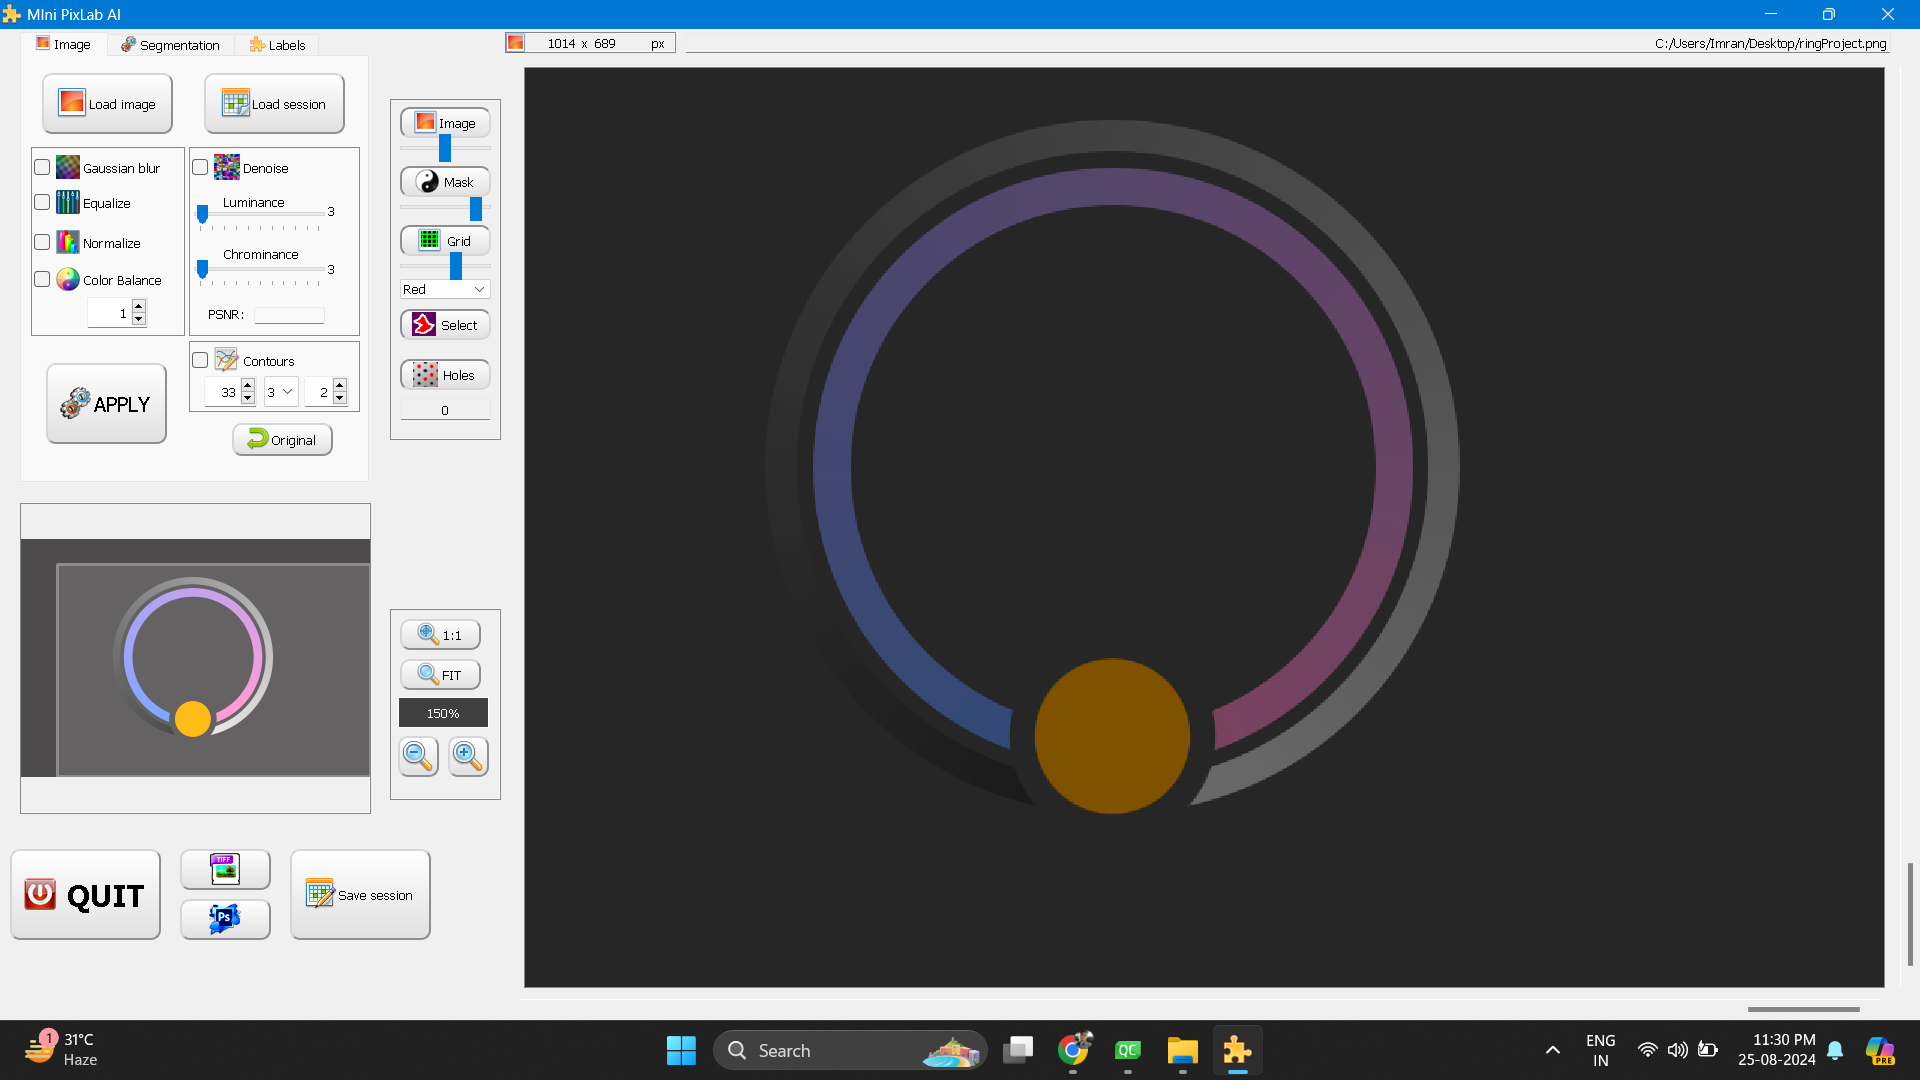 MIni PixLab AI
Image
Segmentation
Labels
1014 x 689 px
C:/Users/Imran/Desktop/ringProject.png
Load image
Load session
Gaussian blur
Equalize
Normalize
Color Balance
1
Denoise
Luminance
3
Chrominance
3
PSNR:
Contours
33
3
2
APPLY
Original
Image
Mask
Grid
Red
Select
Holes
0
1:1
FIT
150%
QUIT
TIFF
Ps
Save session
1
31°C
Haze
Search
QC
ENG
IN
11:30 PM
25-08-2024
PRE